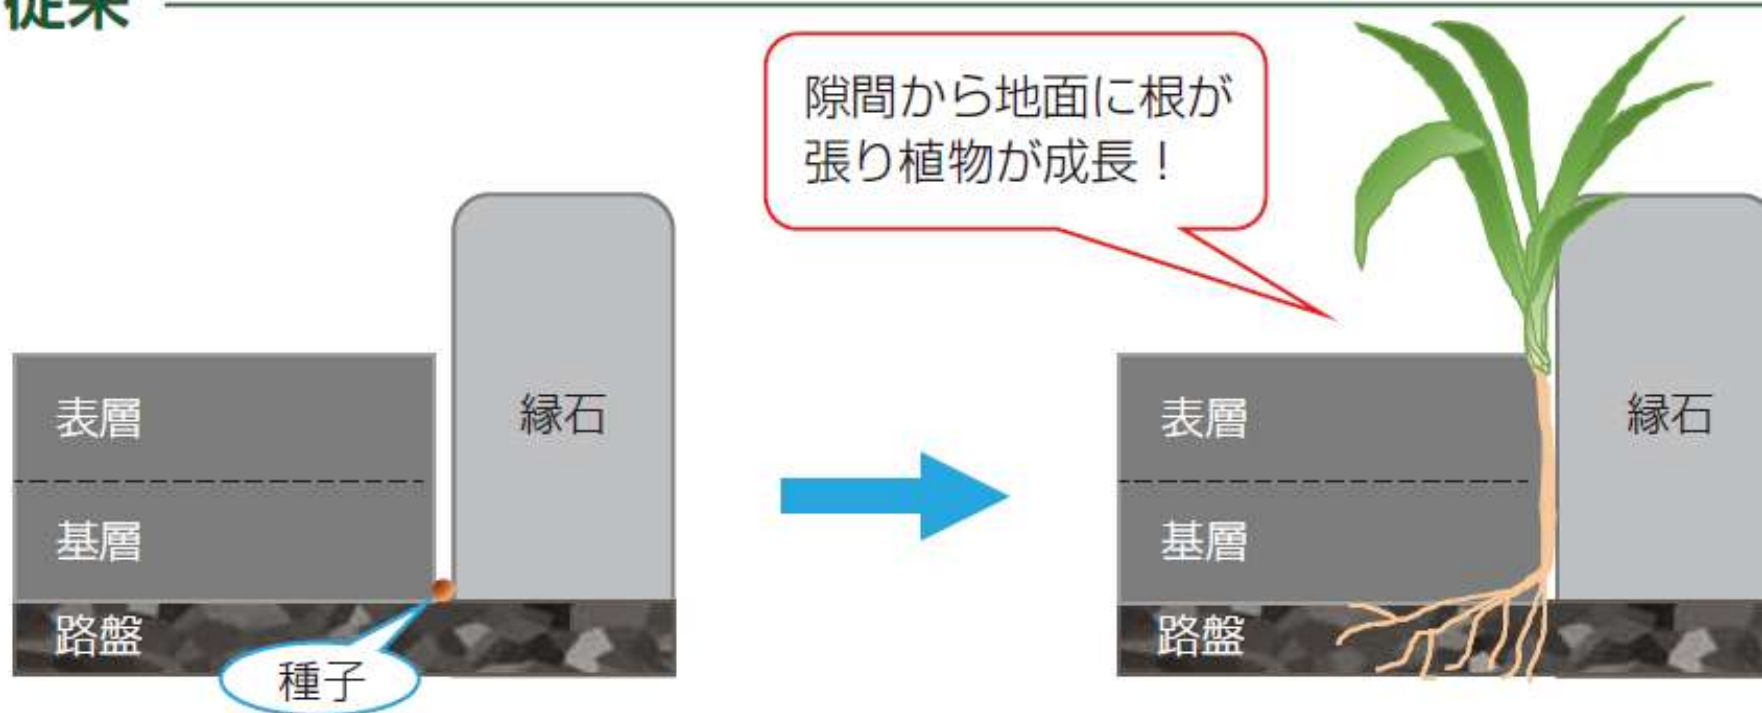 従来
隙間から地面に根が
張り植物が成長！
表層
縁石
基層
路盤
種子
表層
縁石
基層
路盤